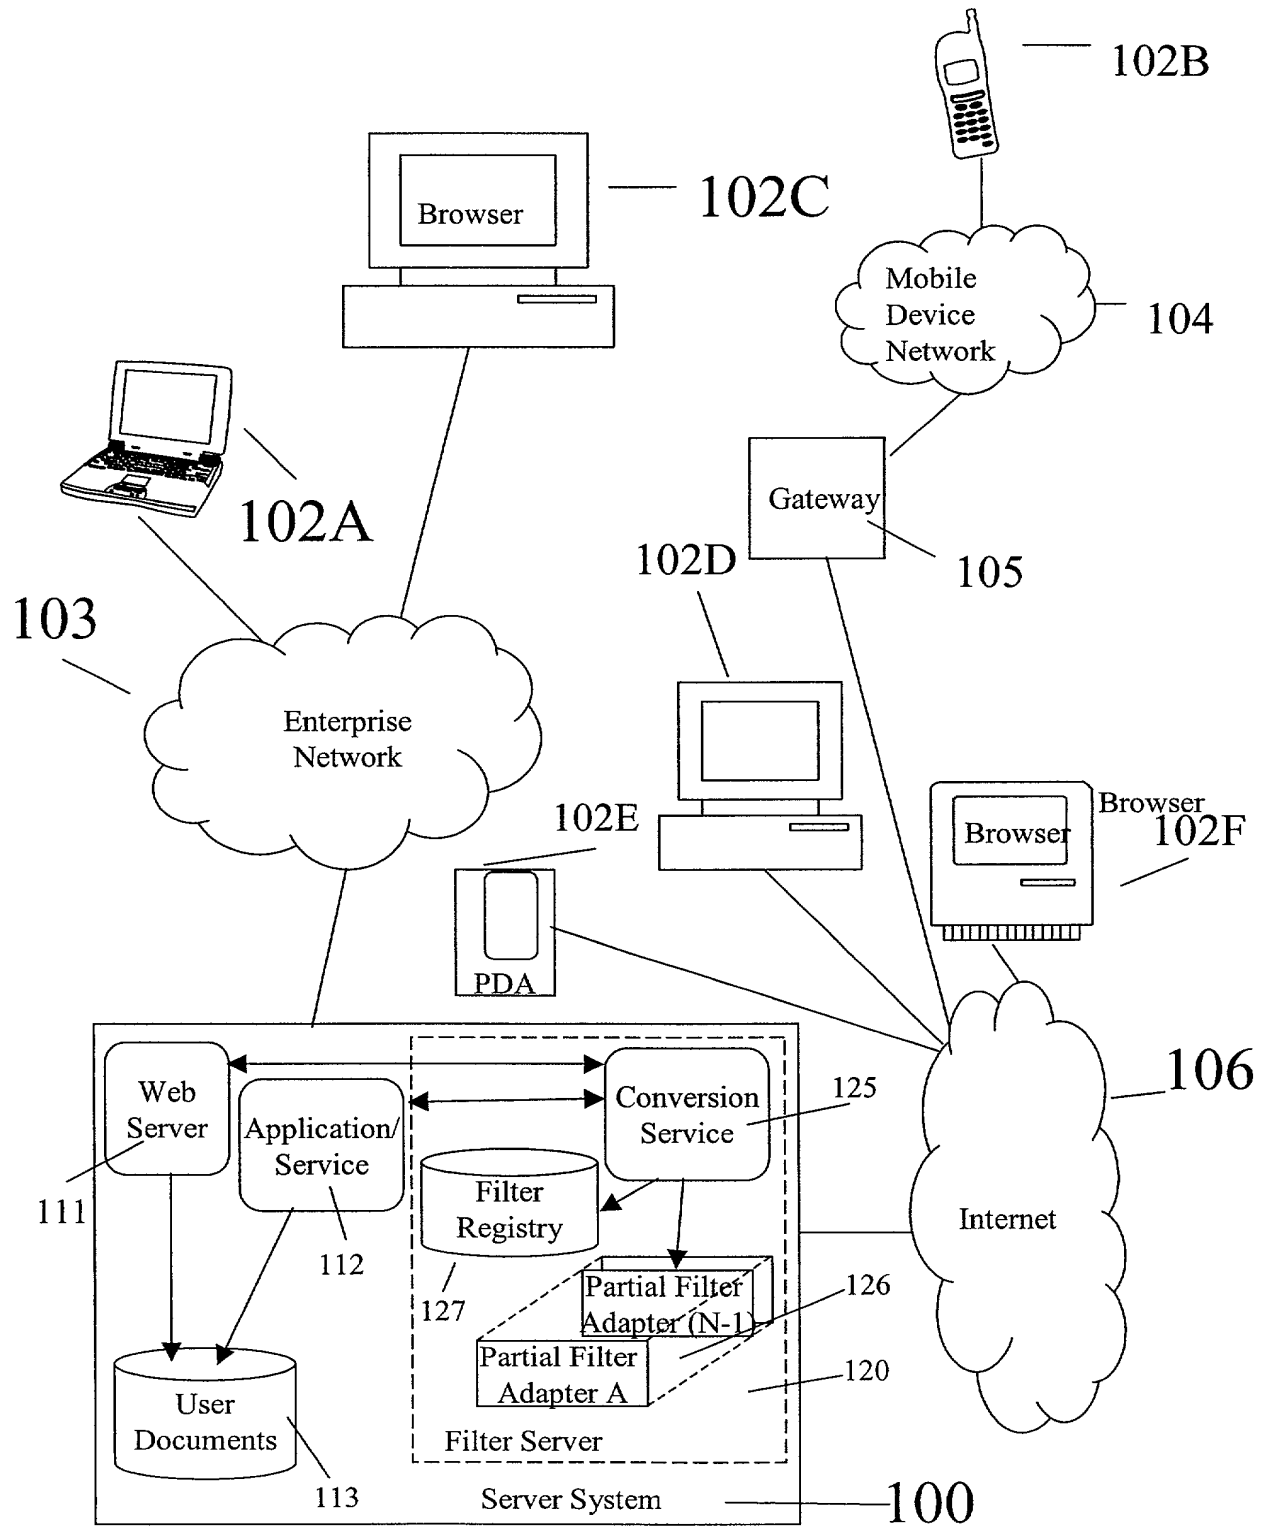 102B
102C
Browser
Mobile
Device
Network
104
102A
Gateway
105
102D
103
Enterprise
Network
102E
Browser
Browser
102F
PDA
106
Web
Server
111
Application/
Service
112
Conversion
Service
125
Filter
Registry
127
Internet
Partial Filter
Adapter (N-1)
126
Partial Filter
Adapter A
120
User
Documents
113
Filter Server
Server System
100